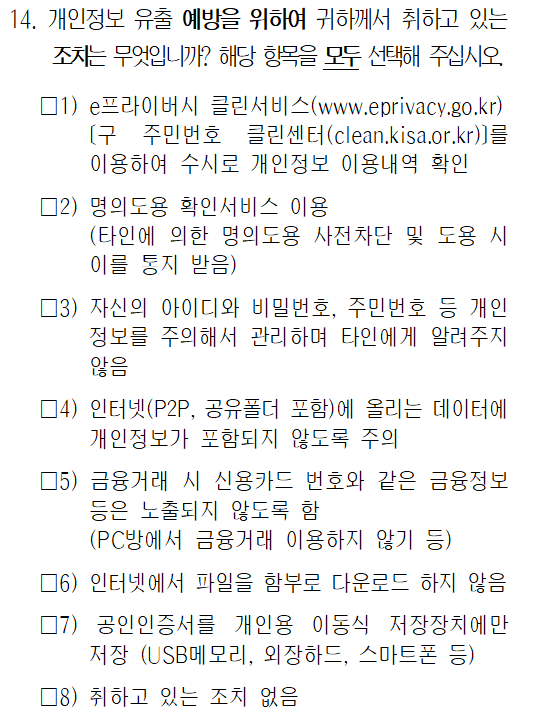 14. 개인정보 유출 예방을 위하여 귀하께서 취하고 있는
조치는 무엇입니까? 해당 항목을 모두 선택해 주십시오.
□1) e프라이버시 클린서비스(www.eprivacy.go.kr)
〔구 주민번호 클린센터(clean.kisa.or.kr)〕를
이용하여 수시로 개인정보 이용내역 확인
□2) 명의도용 확인서비스 이용
(타인에 의한 명의도용 사전차단 및 도용 시
이를 통지 받음)
□3) 자신의 아이디와 비밀번호, 주민번호 등 개인
정보를 주의해서 관리하며 타인에게 알려주지
않음
□4) 인터넷(P2P, 공유폴더 포함)에 올리는 데이터에
개인정보가 포함되지 않도록 주의
□5) 금융거래 시 신용카드 번호와 같은 금융정보
등은 노출되지 않도록 함
(PC방에서 금융거래 이용하지 않기 등)
□6) 인터넷에서 파일을 함부로 다운로드 하지 않음
□7) 공인인증서를 개인용 이동식 저장장치에만
저장 (USB메모리, 외장하드, 스마트폰 등)
□8) 취하고 있는 조치 없음